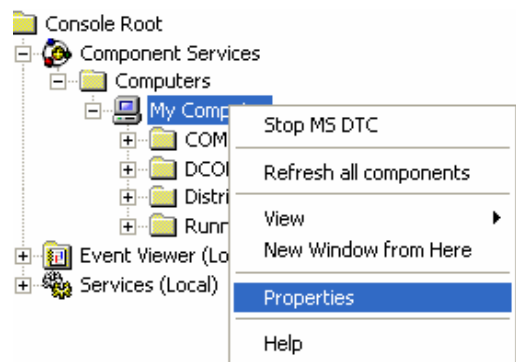 Console Root
Component Services
Computers
My Comp
COM
DCO
Distri
Runn
Event Viewer (Lo
Services (Local)
Stop MS DTC
Refresh all components
View
New Window from Here
Properties
Help